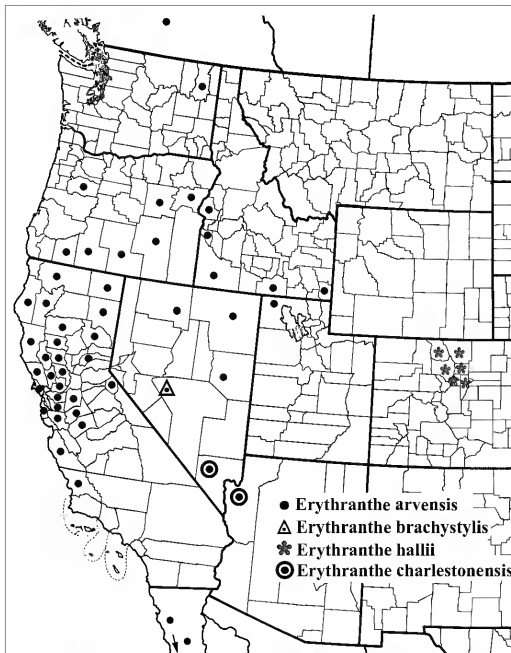 Erythranthe arvensis
Erythranthe brachystylis
Erythranthe hallii
Erythranthe charlestonensis